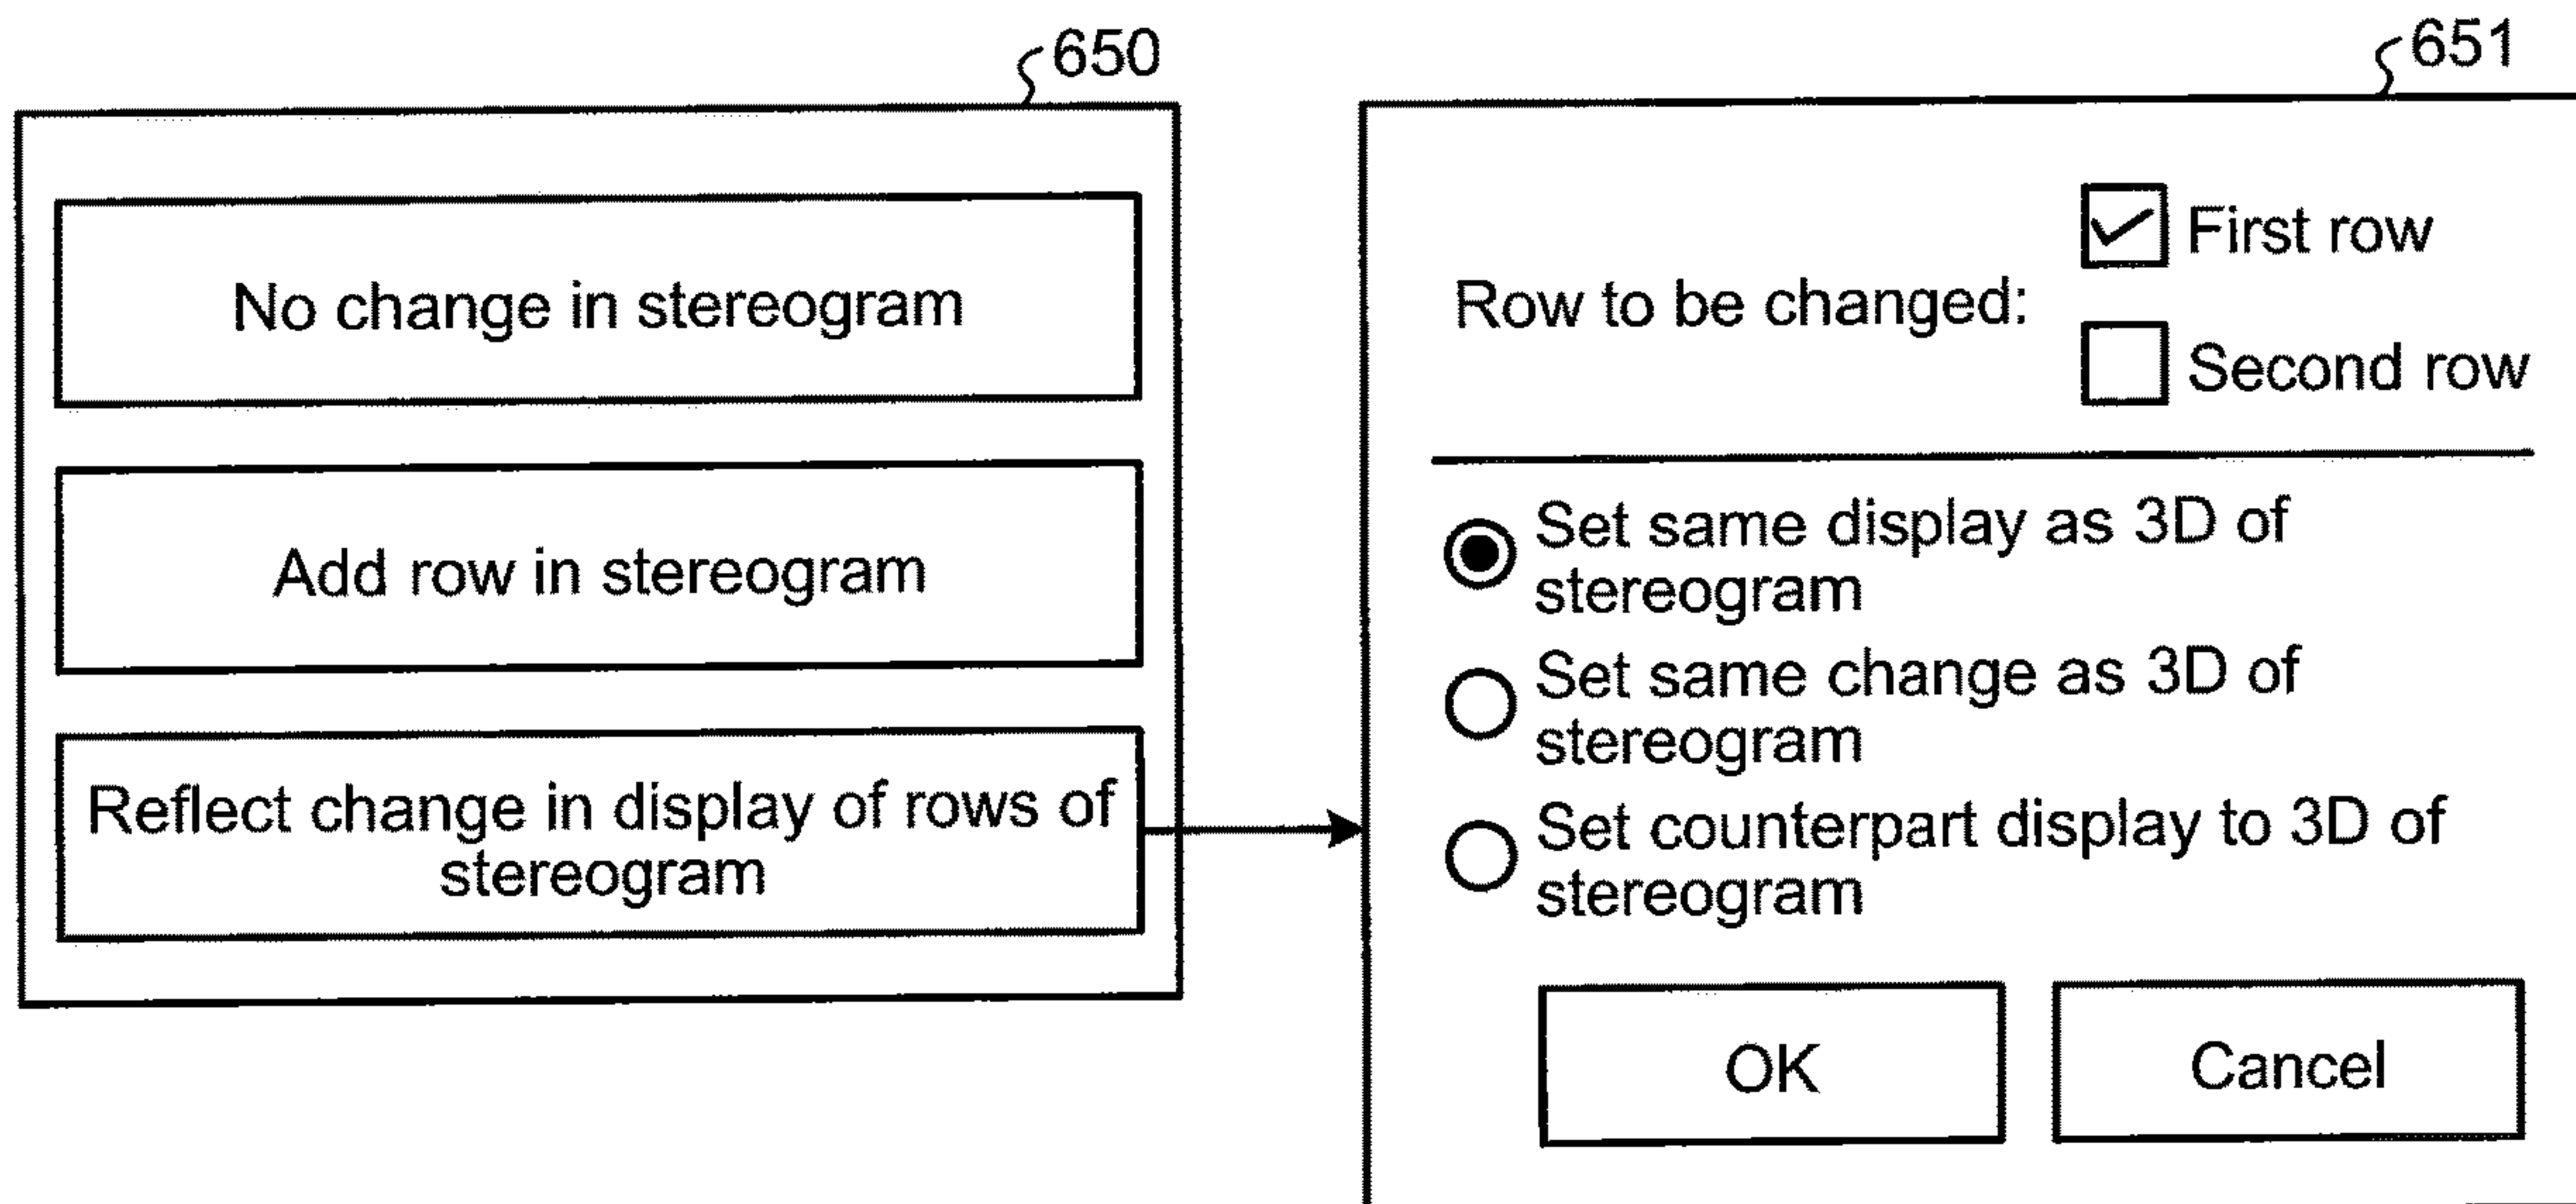 650
No change in stereogram
Add row in stereogram
Reflect change in display of rows of
stereogram
651
Row to be changed:
First row
Second row
Set same display as 3D of
stereogram
Set same change as 3D of
stereogram
Set counterpart display to 3D of
stereogram
OK
Cancel